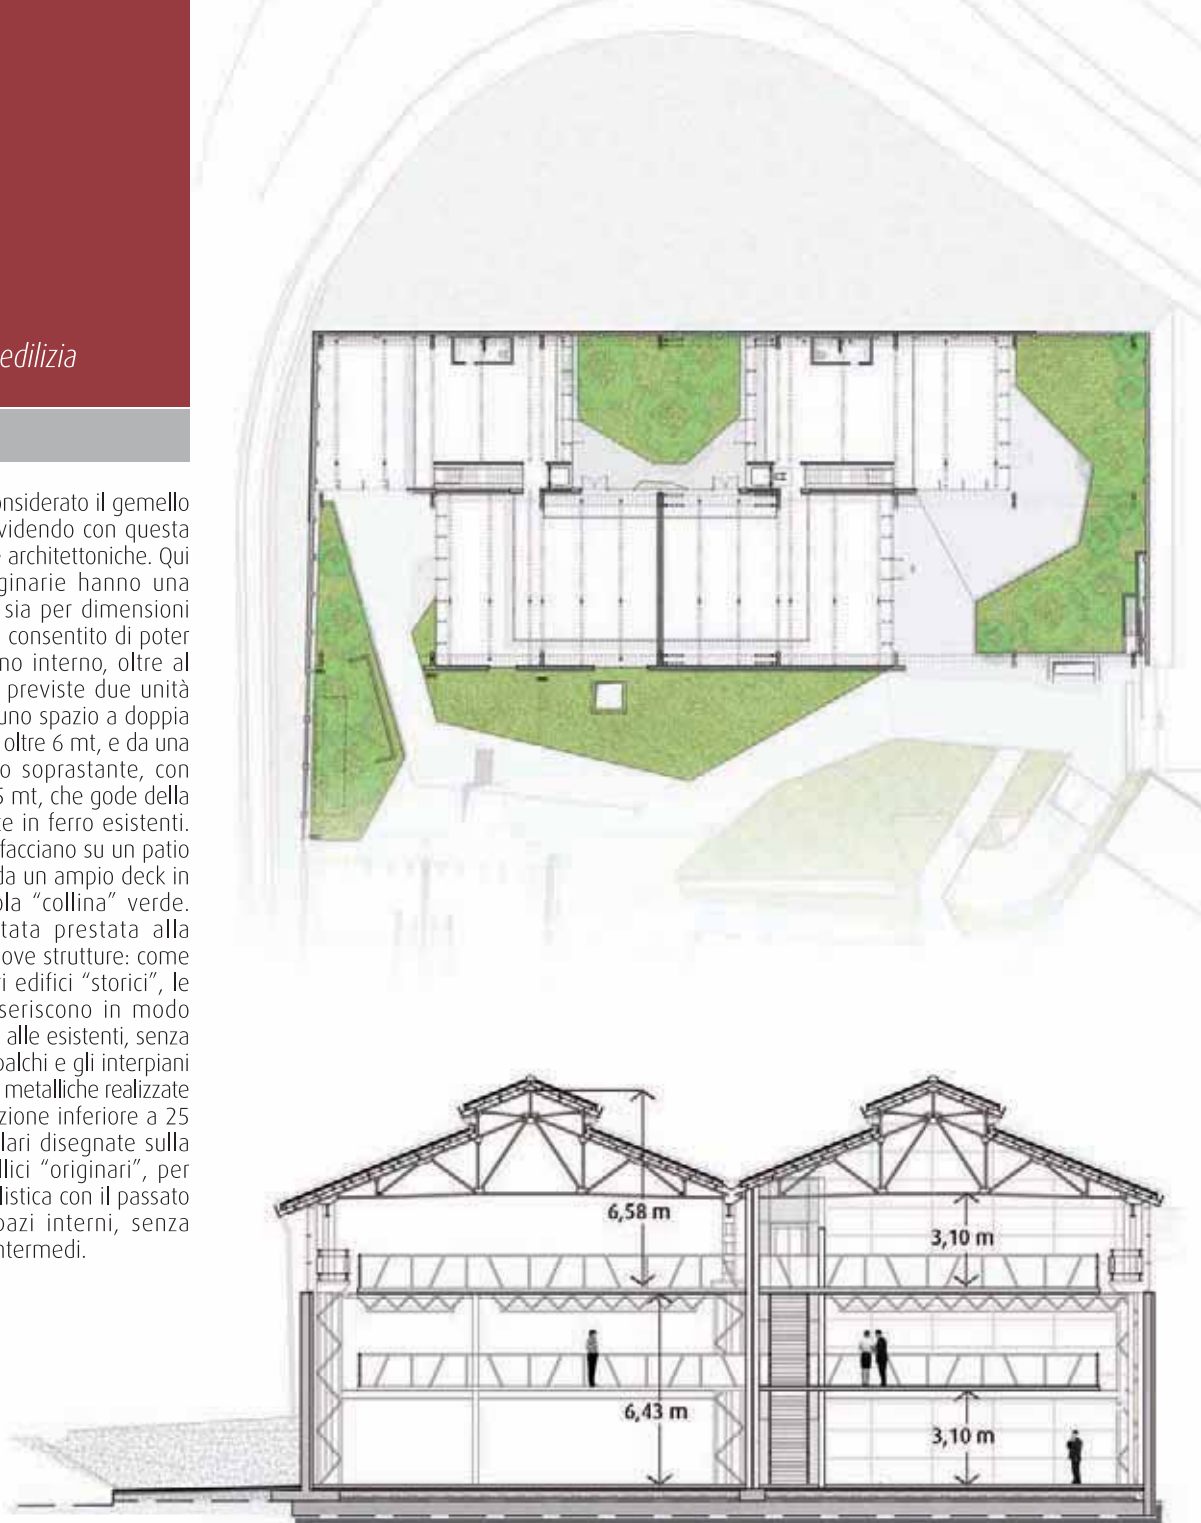 edilizia
onsiderato il gemello
videndo con questa
architettoniche. Qui
ginarie hanno una
sia per dimensioni
consentito di poter
no interno, oltre al
previste due unità
uno spazio a doppia
oltre 6 mt, e da una
o soprastante, con
5 mt, che gode della
e in ferro esistenti.
facciano su un patio
da un ampio deck in
ola “collina” verde.
tata prestata alla
ove strutture: come
ri edifici “storici”, le
seriscono in modo
alle esistenti, senza
palchi e gli interpiani
metalliche realizzate
zione inferiore a 25
lari disegnate sulla
llici “originari”, per
listica con il passato
pazi interni, senza
ntermedi.
6,58 m
3,10 m
6,43 m
3,10 m